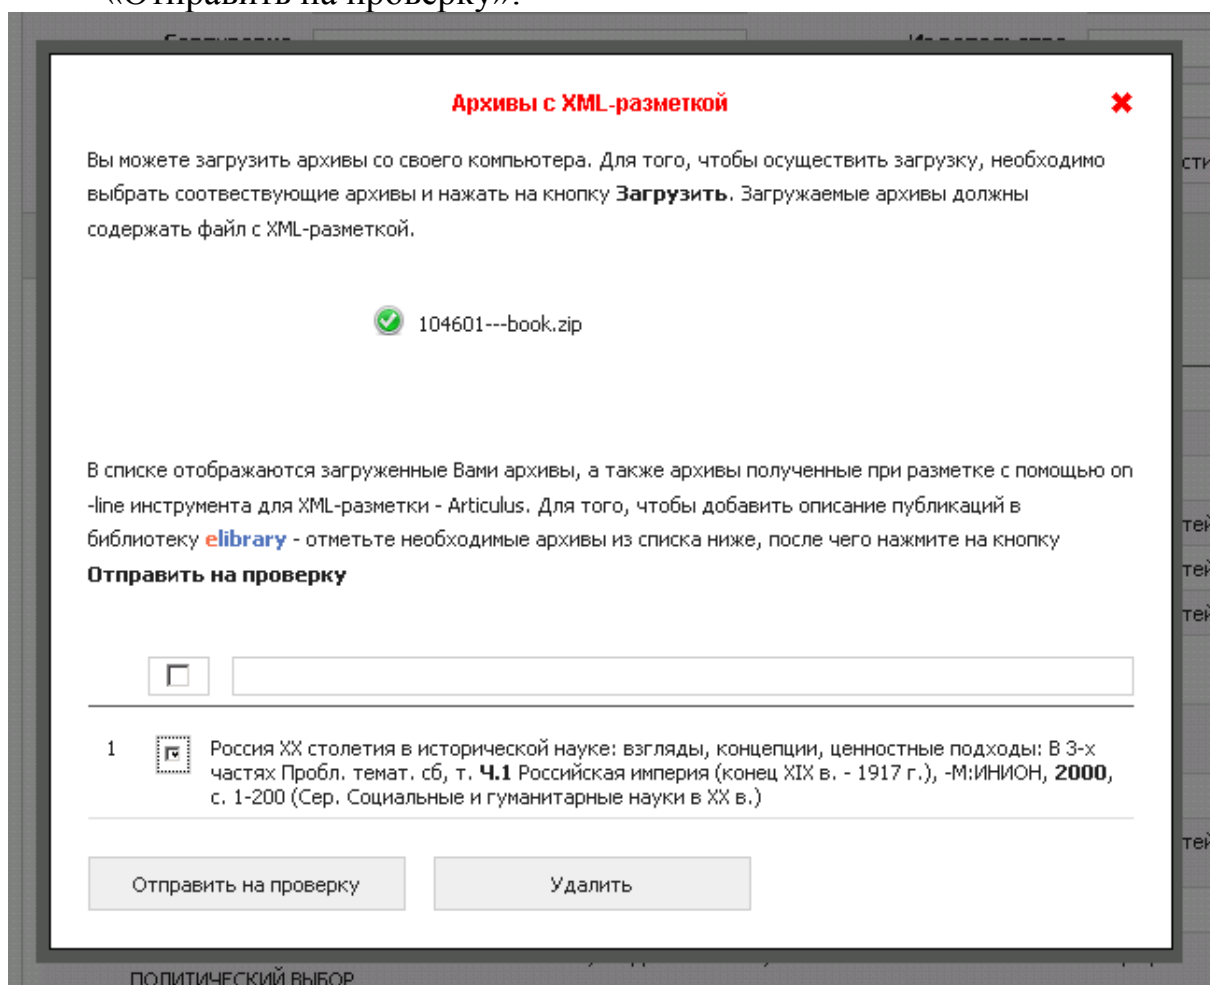 «Отправить на проверку».
Архивы с XML-разметкой
Вы можете загрузить архивы со своего компьютера. Для того, чтобы осуществить загрузку, необходимо
выбрать соотвествующие архивы и нажать на кнопку Загрузить. Загружаемые архивы должны
содержать файл с XML-разметкой.
104601---book.zip
В списке отображаются загруженные Вами архивы, а также архивы полученные при разметке с помощью on
-line инструмента для XML-разметки - Articulus. Для того, чтобы добавить описание публикаций в
библиотеку elibrary - отметьте необходимые архивы из списка ниже, после чего нажмите на кнопку
Отправить на проверку
1 Россия XX столетия в исторической науке: взгляды, концепции, ценностные подходы: В 3-х
частях Пробл. темат. сб, т. Ч.1 Российская империя (конец XIX в. - 1917 г.), -М:ИНИОН, 2000,
с. 1-200 (Сер. Социальные и гуманитарные науки в XX в.)
Отправить на проверку Удалить
ПОЛИТИЧЕСКИЙ ВЫБОР